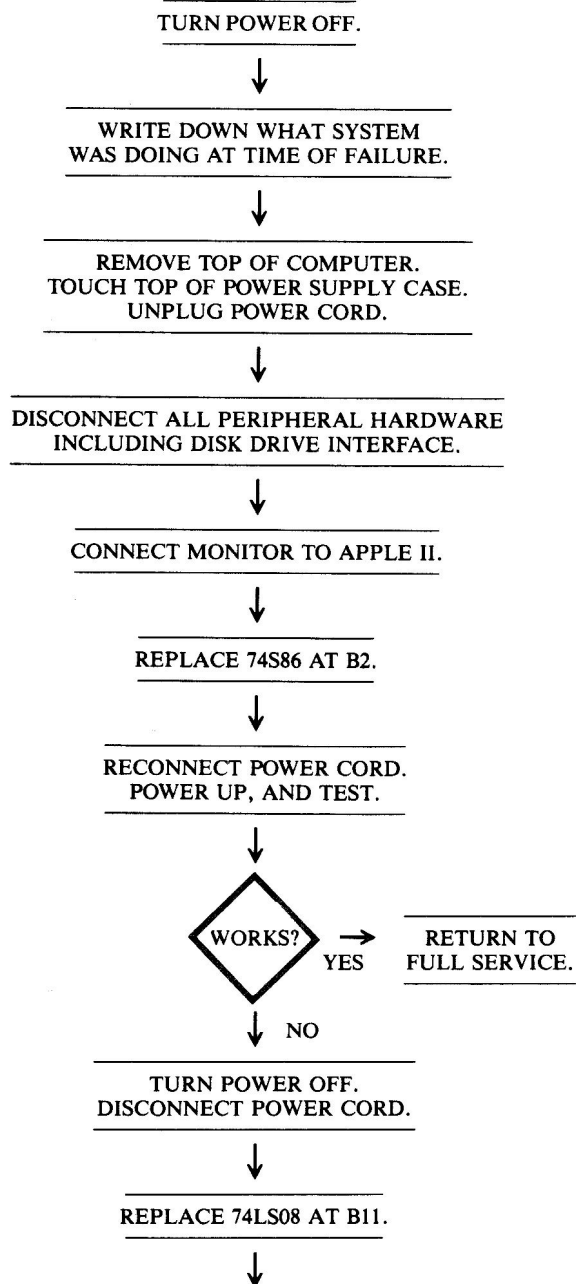 TURN POWER OFF.
WRITE DOWN WHAT SYSTEM
WAS DOING AT TIME OF FAILURE.
REMOVE TOP OF COMPUTER.
TOUCH TOP OF POWER SUPPLY CASE.
UNPLUG POWER CORD.
DISCONNECT ALL PERIPHERAL HARDWARE
INCLUDING DISK DRIVE INTERFACE.
CONNECT MONITOR TO APPLE II.
REPLACE 74S86 AT B2.
RECONNECT POWER CORD.
POWER UP, AND TEST.
WORKS?
YES
RETURN TO
FULL SERVICE.
NO
TURN POWER OFF.
DISCONNECT POWER CORD.
REPLACE 74LS08 AT B11.